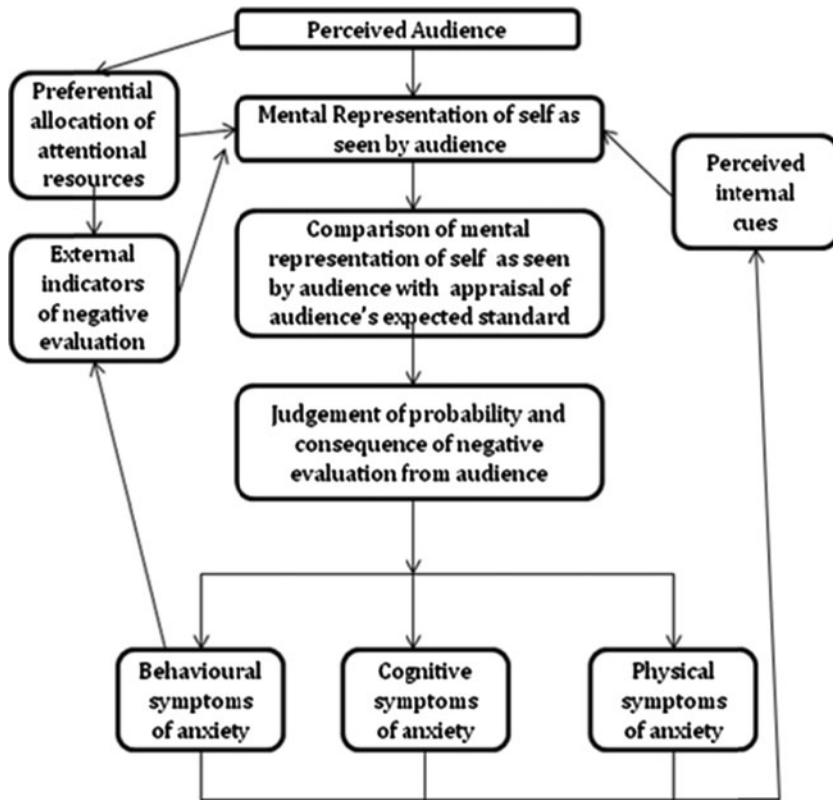 Perceived Audience
Preferential
allocation of
attentional
resources
Mental Representation of self as
seen by audience
Perceived
internal
cues
External
indicators
of negative
evaluation
Comparison of mental
representation of self as seen
by audience with appraisal of
audience's expected standard
Judgement of probability and
consequence of negative
evaluation from audience
Behavioural
symptoms
of anxiety
Cognitive
symptoms
of anxiety
Physical
symptoms
of anxiety